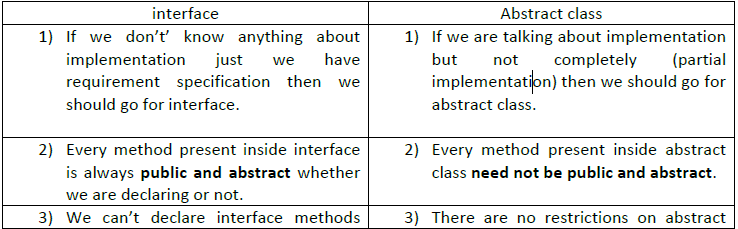 interface
Abstract class
1) If we don't' know anything about
implementation just we have
requirement specification then we
should go for interface.
1) If we are talking about implementation
but not completely (partial
implementation) then we should go for
abstract class.
2) Every method present inside interface
is always public and abstract whether
we are declaring or not.
2) Every method present inside abstract
class need not be public and abstract.
3) We can't declare interface methods
3) There are no restrictions on abstract